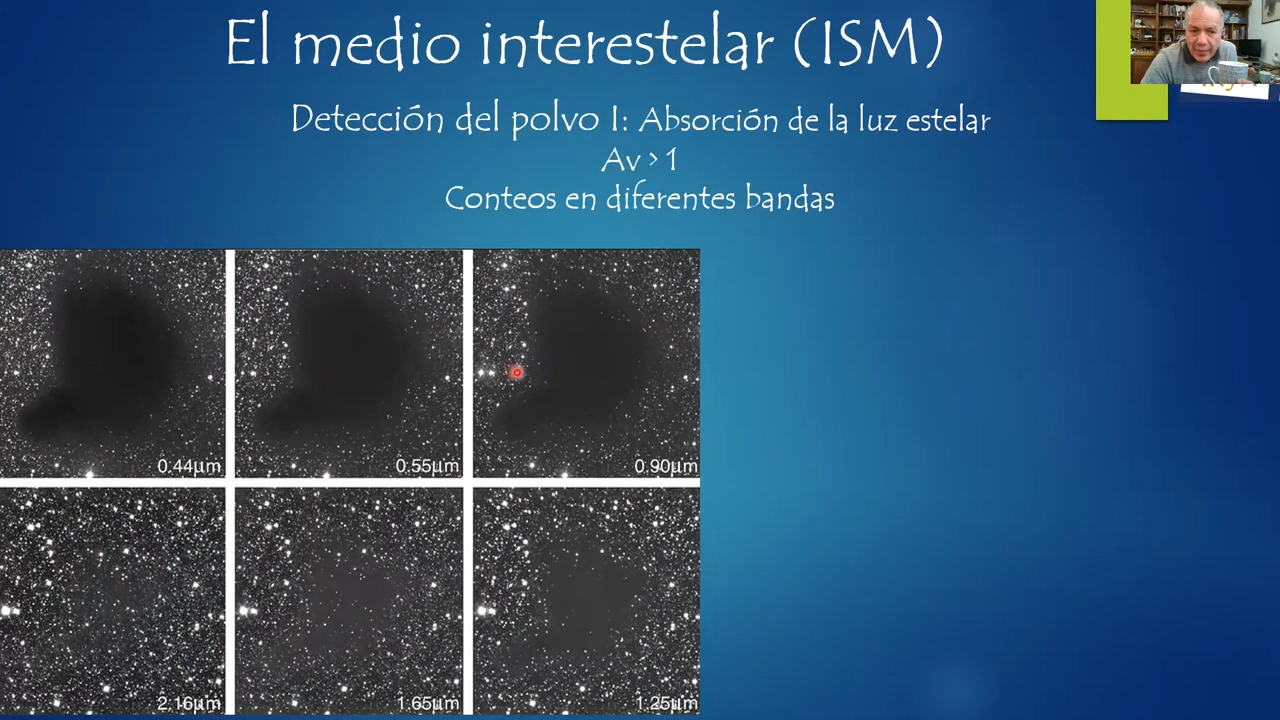 El medio interestelar (ISM)
Detección del polvo I: Absorción de la luz estelar
Av > 1
Conteos en diferentes bandas
0.44µm
0.55µm
0.90µm
2.16µm
1.65µm
1.25µm